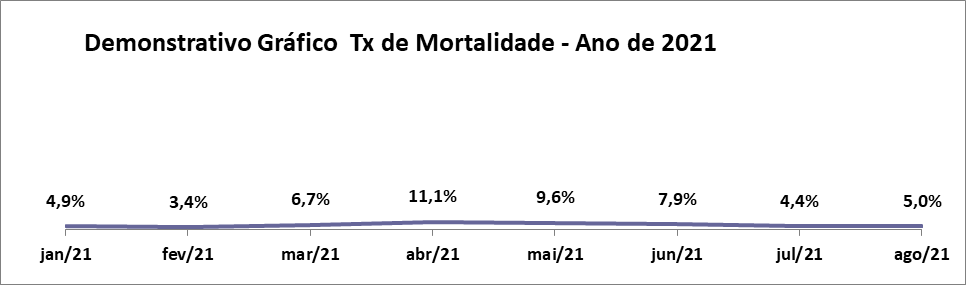 Demonstrativo Gráfico Tx de Mortalidade - Ano de 2021
4,9% 3,4% 6,7% 11,1% 9,6% 7,9% 4,4% 5,0%
jan/21 fev/21 mar/21 abr/21 mai/21 jun/21 jul/21 ago/21